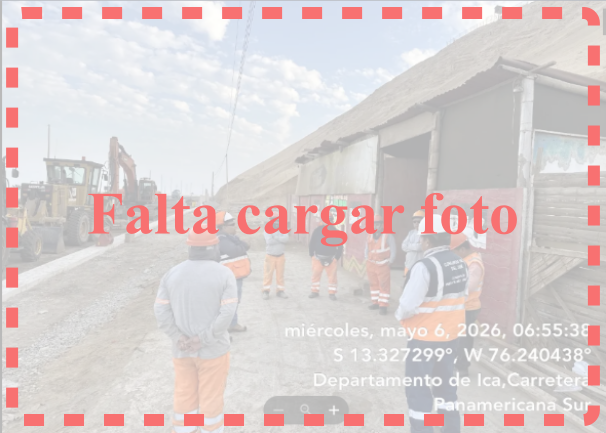 Falta cargar foto
miércoles, mayo 6, 2026, 06:55:38
S 13.327299°, W 76.240438°
Departamento de Ica,Carretera
Panamericana Sur